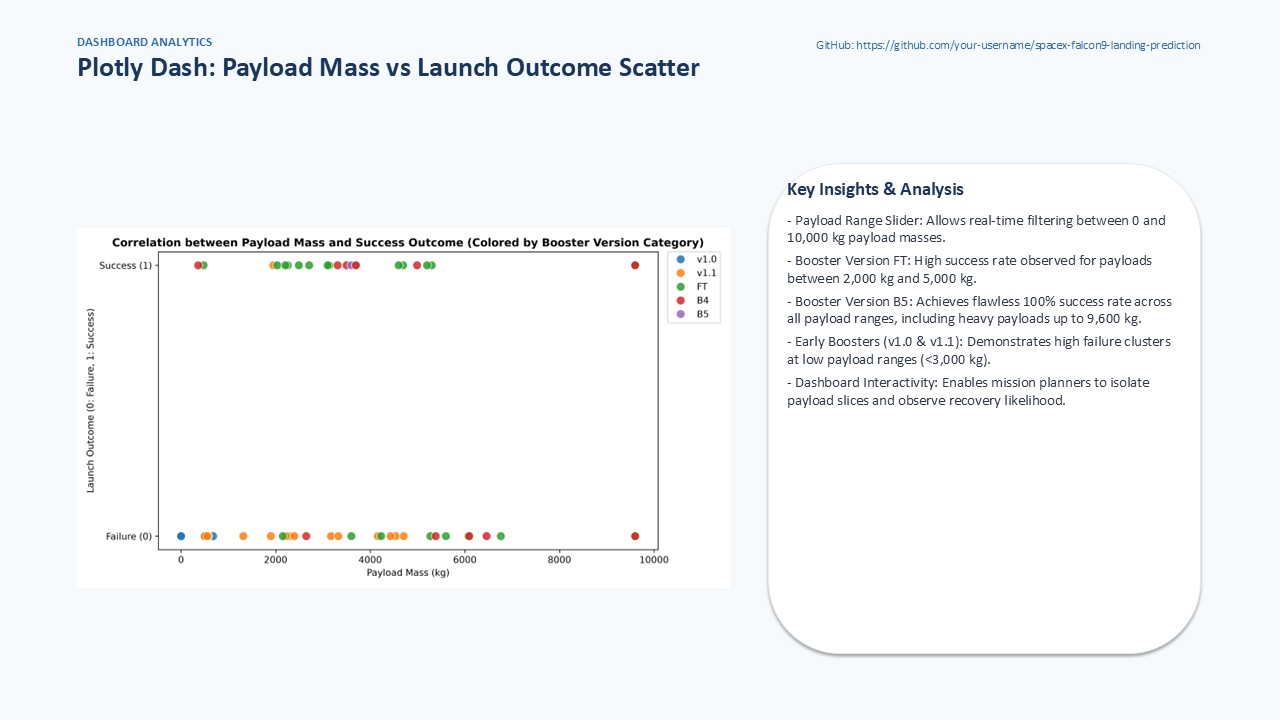 DASHBOARD ANALYTICS
Plotly Dash: Payload Mass vs Launch Outcome Scatter
GitHub: https://github.com/your-username/spacex-falcon9-landing-prediction
Correlation between Payload Mass and Success Outcome (Colored by Booster Version Category)
Success (1)
Failure (0)
Launch Outcome (0: Failure, 1: Success)
0
2000
4000
6000
8000
10000
Payload Mass (kg)
v1.0
v1.1
FT
B4
B5
Key Insights & Analysis
- Payload Range Slider: Allows real-time filtering between 0 and
10,000 kg payload masses.
- Booster Version FT: High success rate observed for payloads
between 2,000 kg and 5,000 kg.
- Booster Version B5: Achieves flawless 100% success rate across
all payload ranges, including heavy payloads up to 9,600 kg.
- Early Boosters (v1.0 & v1.1): Demonstrates high failure clusters
at low payload ranges (<3,000 kg).
- Dashboard Interactivity: Enables mission planners to isolate
payload slices and observe recovery likelihood.